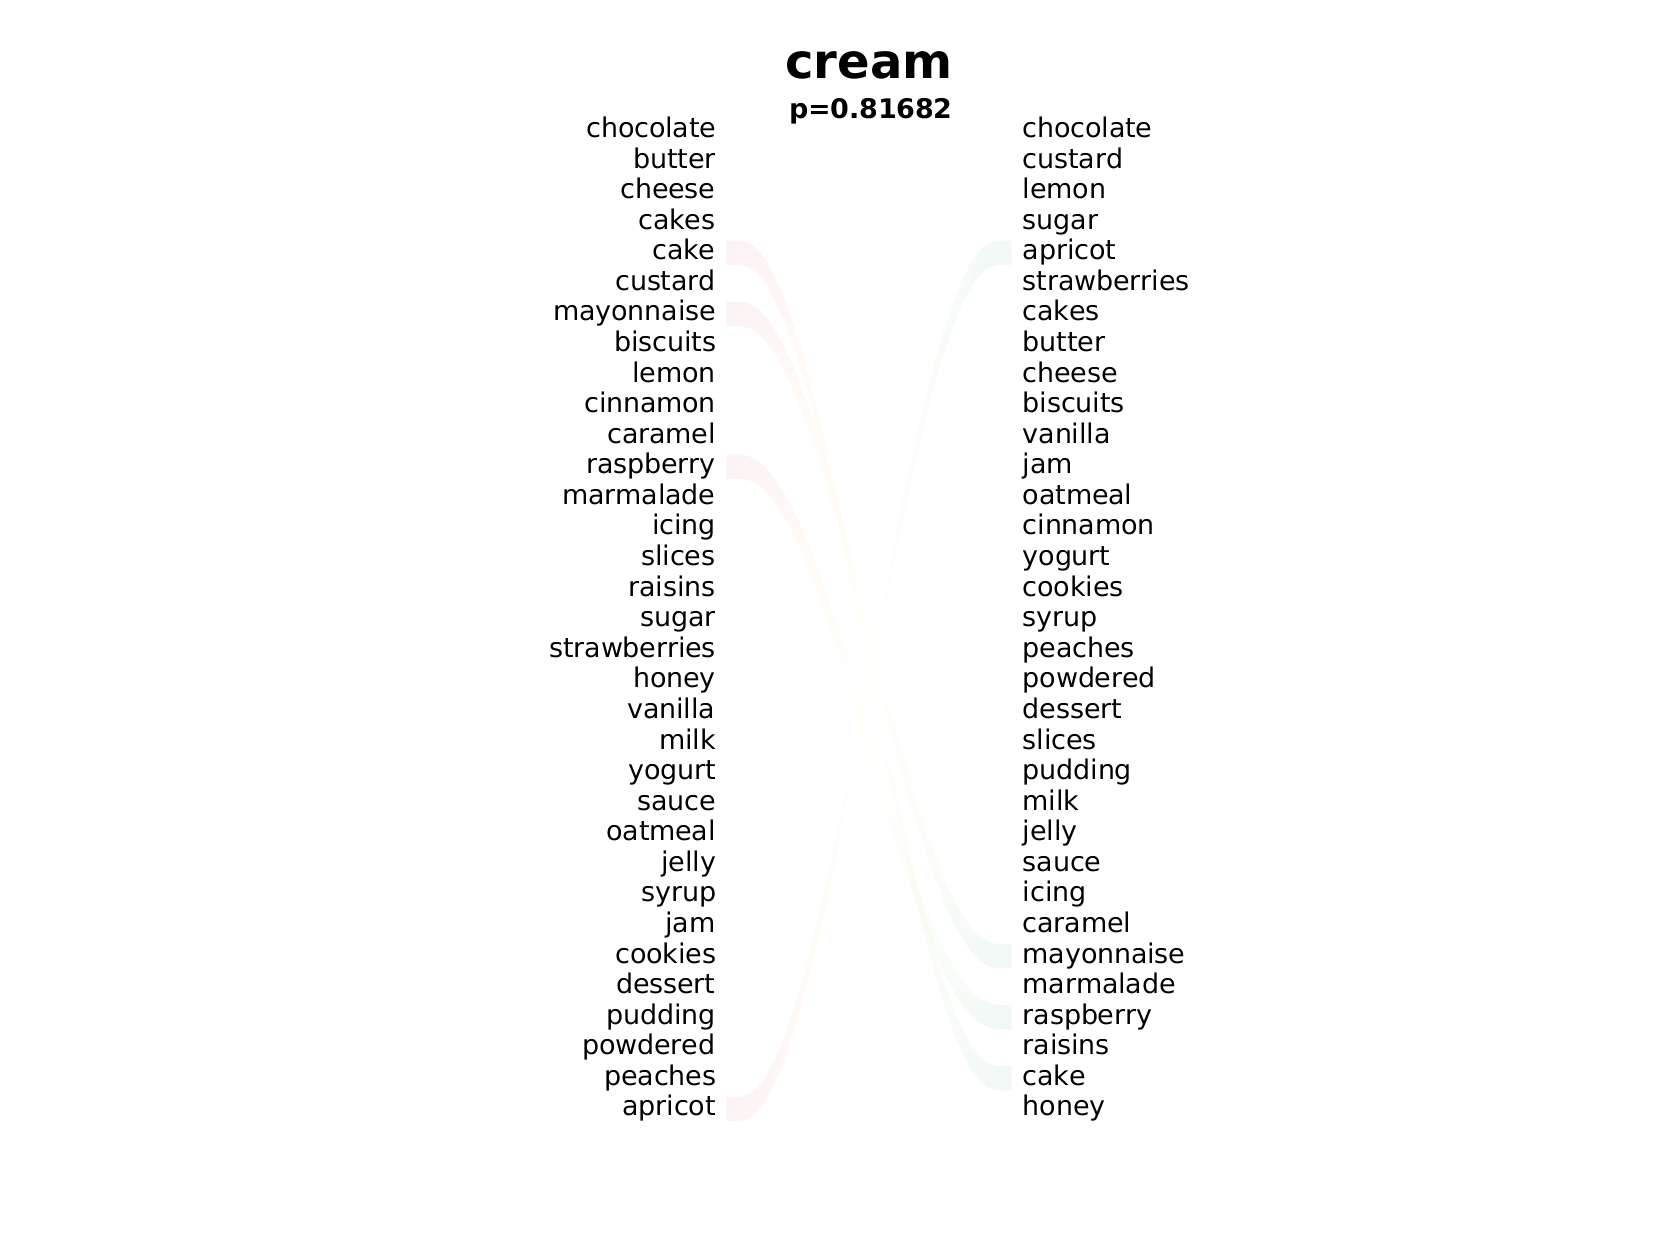 cream
p=0.81682
chocolate chocolate
butter custard
cheese lemon
cakes sugar
cake apricot
custard strawberries
mayonnaise cakes
biscuits butter
lemon cheese
cinnamon biscuits
caramel vanilla
raspberry jam
marmalade oatmeal
icing cinnamon
slices yogurt
raisins cookies
sugar syrup
strawberries peaches
honey powdered
vanilla dessert
milk slices
yogurt pudding
sauce milk
oatmeal jelly
jelly sauce
syrup icing
jam caramel
cookies mayonnaise
dessert marmalade
pudding raspberry
powdered raisins
peaches cake
apricot honey